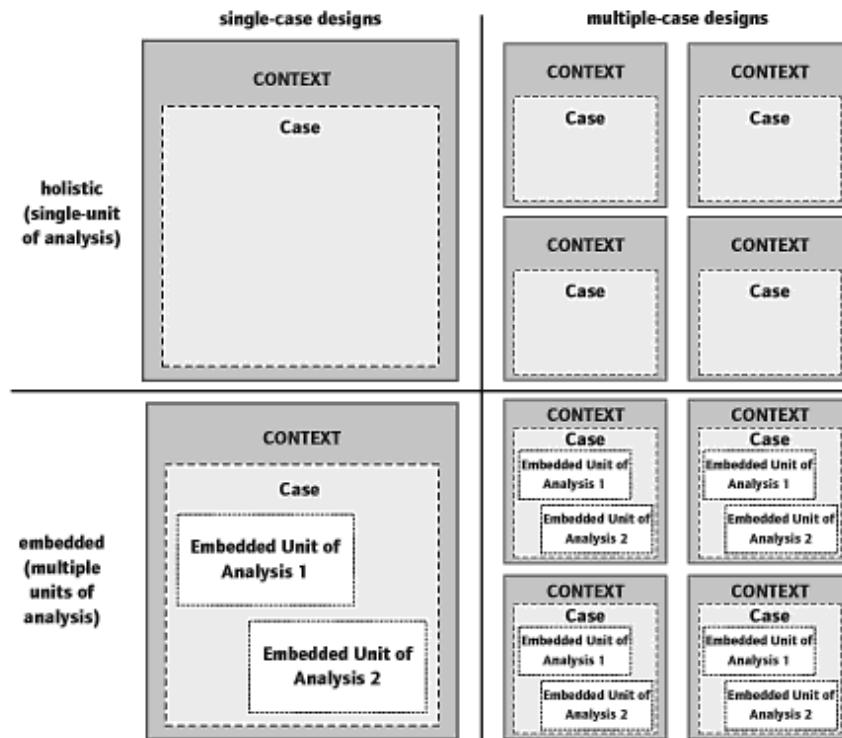 single-case designs
multiple-case designs
holistic
(single-unit
of analysis)
CONTEXT
Case
CONTEXT
Case
CONTEXT
Case
CONTEXT
Case
CONTEXT
Case
embedded
(multiple
units of
analysis)
CONTEXT
Case
Embedded Unit of
Analysis 1
Embedded Unit of
Analysis 2
CONTEXT
Case
Embedded Unit of
Analysis 1
Embedded Unit of
Analysis 2
CONTEXT
Case
Embedded Unit of
Analysis 1
Embedded Unit of
Analysis 2
CONTEXT
Case
Embedded Unit of
Analysis 1
Embedded Unit of
Analysis 2
CONTEXT
Case
Embedded Unit of
Analysis 1
Embedded Unit of
Analysis 2